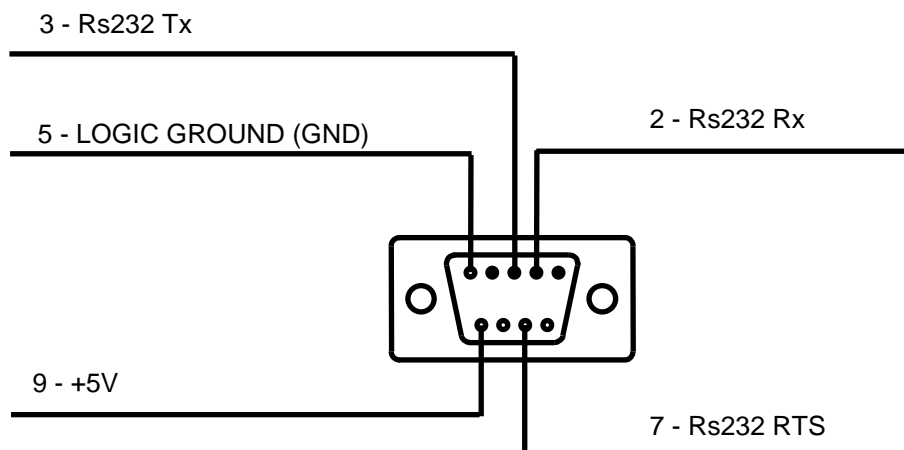 3 - Rs232 Tx
5 - LOGIC GROUND (GND)
2 - Rs232 Rx
9 - +5V
7 - Rs232 RTS